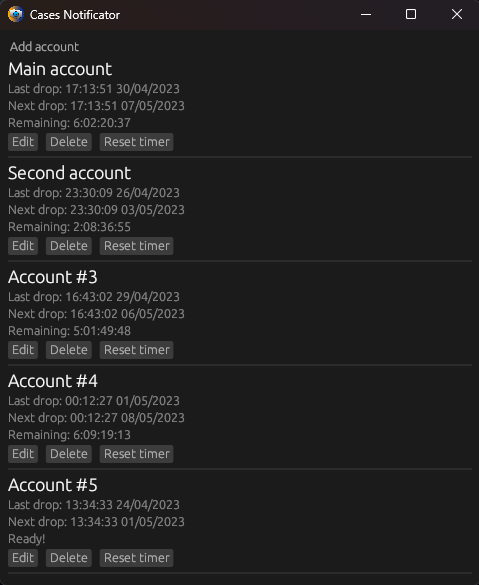 Cases Notificator
Add account
Main account
Last drop: 17:13:51 30/04/2023
Next drop: 17:13:51 07/05/2023
Remaining: 6:02:20:37
Edit Delete Reset timer
Second account
Last drop: 23:30:09 26/04/2023
Next drop: 23:30:09 03/05/2023
Remaining: 2:08:36:55
Edit Delete Reset timer
Account #3
Last drop: 16:43:02 29/04/2023
Next drop: 16:43:02 06/05/2023
Remaining: 5:01:49:48
Edit Delete Reset timer
Account #4
Last drop: 00:12:27 01/05/2023
Next drop: 00:12:27 08/05/2023
Remaining: 6:09:19:13
Edit Delete Reset timer
Account #5
Last drop: 13:34:33 24/04/2023
Next drop: 13:34:33 01/05/2023
Ready!
Edit Delete Reset timer